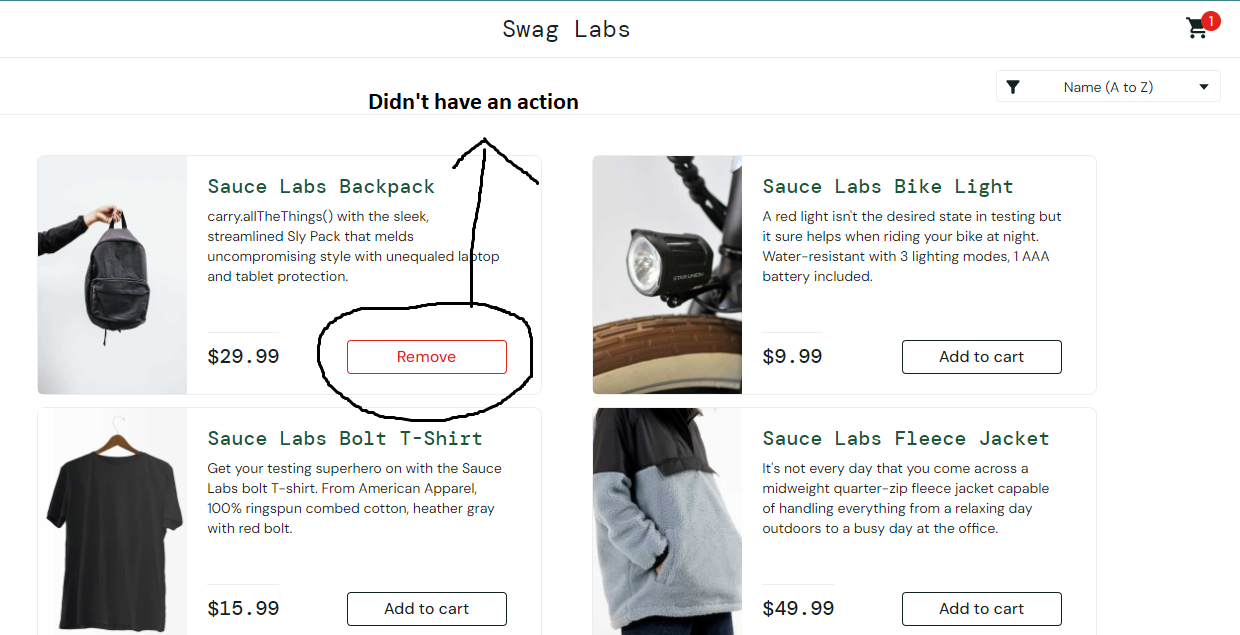 Swag Labs
1
Name (A to Z)
Didn't have an action
Sauce Labs Backpack
carry.allTheThings() with the sleek,
streamlined Sly Pack that melds
uncompromising style with unequaled laptop
and tablet protection.
$29.99
Remove
Sauce Labs Bike Light
A red light isn't the desired state in testing but
it sure helps when riding your bike at night.
Water-resistant with 3 lighting modes, 1 AAA
battery included.
$9.99
Add to cart
Sauce Labs Bolt T-Shirt
Get your testing superhero on with the Sauce
Labs bolt T-shirt. From American Apparel,
100% ringspun combed cotton, heather gray
with red bolt.
$15.99
Add to cart
Sauce Labs Fleece Jacket
It's not every day that you come across a
midweight quarter-zip fleece jacket capable
of handling everything from a relaxing day
outdoors to a busy day at the office.
$49.99
Add to cart